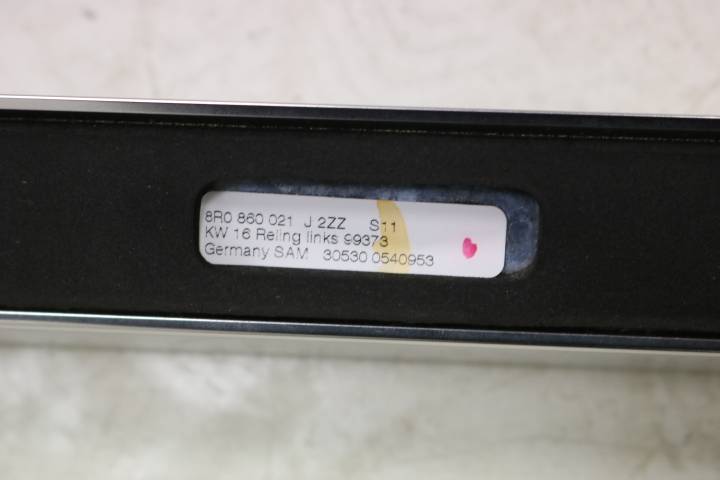 8R0 860 021 J 2ZZ S11
KW 16 Reling links 99373
Germany SAM 30530 0540953